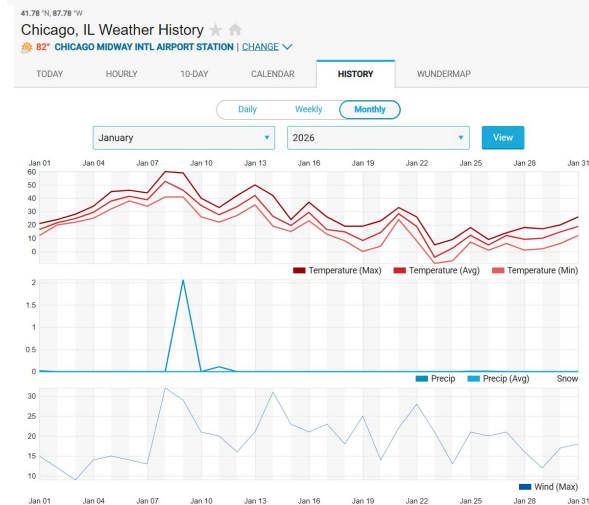 41.78 °N, 87.78 °W
Chicago, IL Weather History
82° CHICAGO MIDWAY INTL AIRPORT STATION | CHANGE
TODAY HOURLY 10-DAY CALENDAR HISTORY WUNDERMAP
Daily Weekly Monthly
January 2026 View
Jan 01 Jan 04 Jan 07 Jan 10 Jan 13 Jan 16 Jan 19 Jan 22 Jan 25 Jan 28 Jan 31
60
50
40
30
20
10
0
Temperature (Max) Temperature (Avg) Temperature (Min)
2
1.5
1
0.5
0
Precip Precip (Avg) Snow
30
25
20
15
10
Wind (Max)
Jan 01 Jan 04 Jan 07 Jan 10 Jan 13 Jan 16 Jan 19 Jan 22 Jan 25 Jan 28 Jan 31